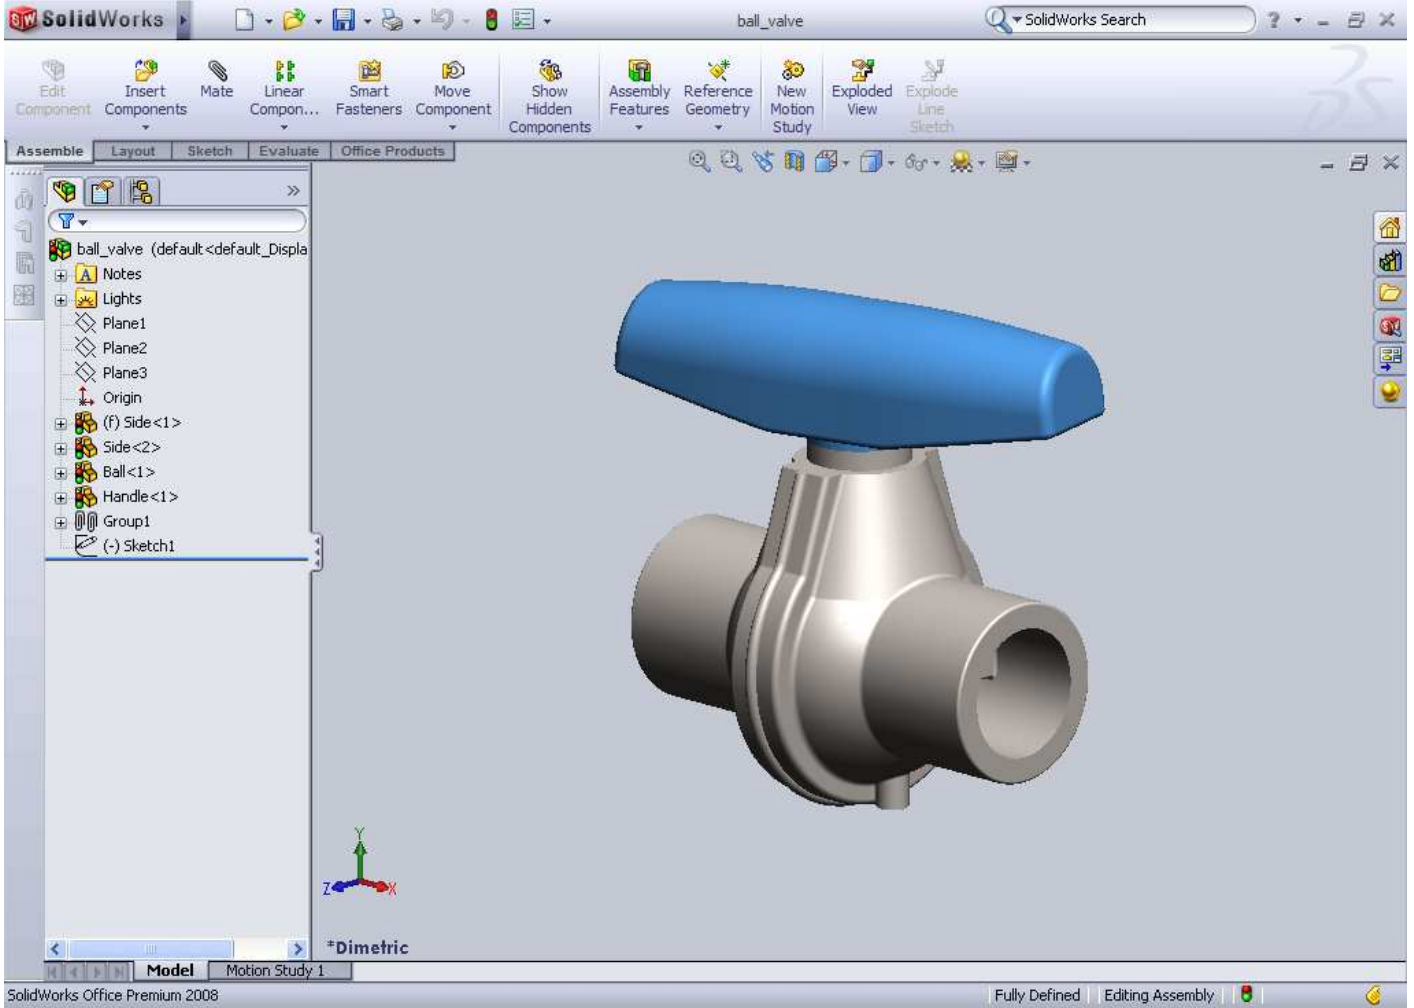 SolidWorks
ball_valve
SolidWorks Search
?
Edit Component
Insert Components
Mate
Linear Compon...
Smart Fasteners
Move Component
Show Hidden Components
Assembly Features
Reference Geometry
New Motion Study
Exploded View
Explode Line Sketch
Assemble Layout Sketch Evaluate Office Products
ball_valve (default<default_Displa
A Notes
Lights
Plane1
Plane2
Plane3
Origin
(f) Side<1>
Side<2>
Ball<1>
Handle<1>
Group1
(-) Sketch1
Y
Z X
*Dimetric
Model Motion Study 1
SolidWorks Office Premium 2008 Fully Defined Editing Assembly